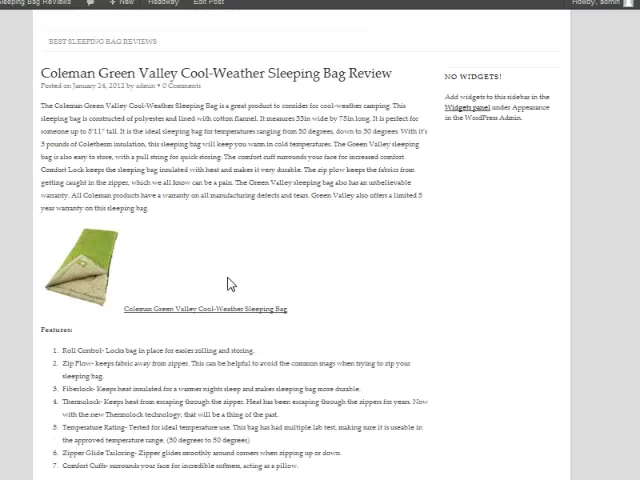 Sleeping Bag Reviews
+ New
Headway
Edit Post
Howdy, admin
BEST SLEEPING BAG REVIEWS
Coleman Green Valley Cool-Weather Sleeping Bag Review
Posted on January 24, 2012 by admin • 0 Comments
The Coleman Green Valley Cool-Weather Sleeping Bag is a great product to consider for cool-weather camping. This
sleeping bag is constructed of polyester and lined with cotton flannel. It measures 33in wide by 75in long. It is perfect for
someone up to 5'11" tall. It is the ideal sleeping bag for temperatures ranging from 50 degrees, down to 30 degrees. With it's
3 pounds of Coletherm insulation, this sleeping bag will keep you warm in cold temperatures. The Green Valley sleeping
bag is also easy to store, with a pull string for quick storing. The comfort cuff surrounds your face for increased comfort.
Comfort Lock keeps the sleeping bag insulated with heat and makes it very durable. The zip plow keeps the fabrics from
getting caught in the zipper, which we all know can be a pain. The Green Valley sleeping bag also has an unbelievable
warranty. All Coleman products have a warranty on all manufacturing defects and tears. Green Valley also offers a limited 5
year warranty on this sleeping bag.
Coleman Green Valley Cool-Weather Sleeping Bag
Features:
1. Roll Control- Locks bag in place for easier rolling and storing.
2. Zip Plow- keeps fabric away from zipper. This can be helpful to avoid the common snags when trying to zip your
sleeping bag.
3. Fiberlock- Keeps heat insulated for a warmer nights sleep and makes sleeping bag more durable.
4. Thermolock- Keeps heat from escaping through the zipper. Heat has been escaping through the zippers for years. Now
with the new Thermolock technology, that will be a thing of the past.
5. Temperature Rating- Tested for ideal temperature use. This bag has had multiple lab test, making sure it is useable in
the approved temperature range. (30 degrees to 50 degrees)
6. Zipper Glide Tailoring- Zipper glides smoothly around corners when zipping up or down.
7. Comfort Cuffs- surrounds your face for incredible softness, acting as a pillow.
NO WIDGETS!
Add widgets to this sidebar in the
Widgets panel under Appearance
in the WordPress Admin.